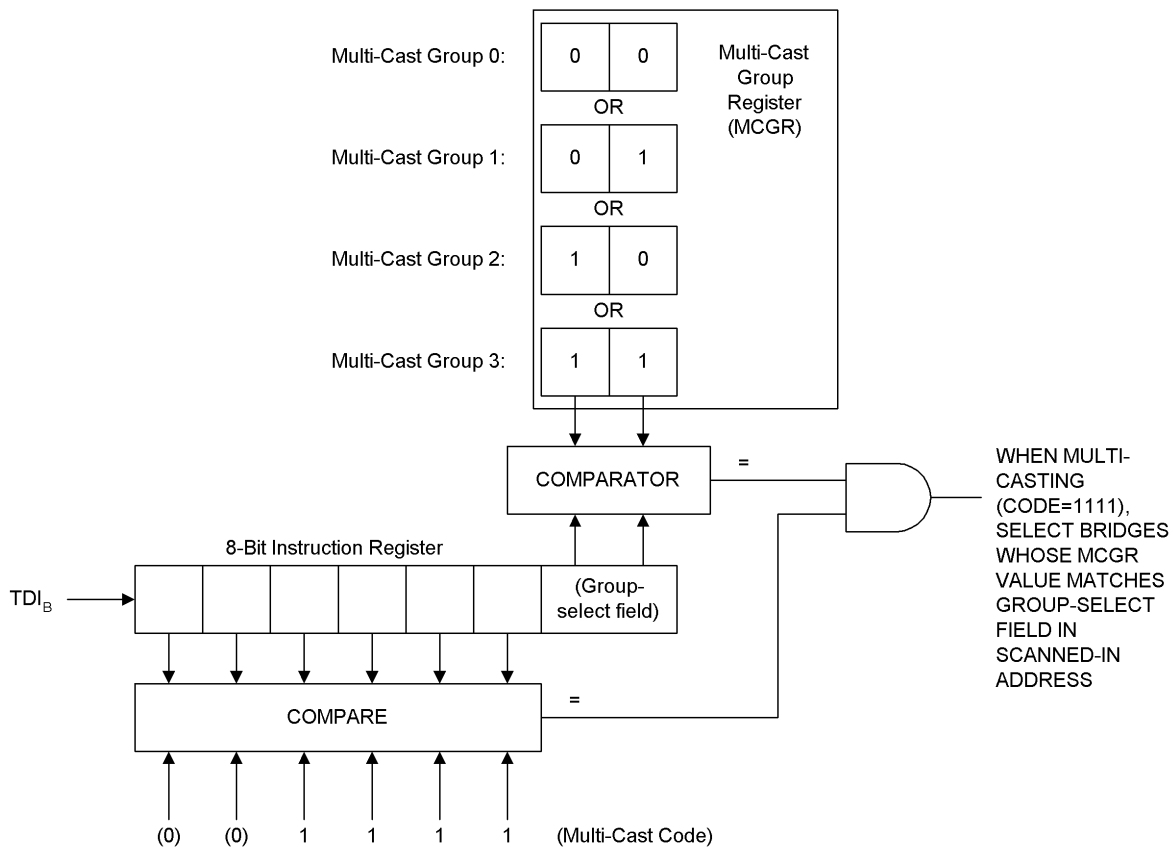 Multi-Cast Group 0:
0 0
Multi-Cast
Group
Register
(MCGR)
OR
Multi-Cast Group 1:
0 1
OR
Multi-Cast Group 2:
1 0
OR
Multi-Cast Group 3:
1 1
COMPARATOR
=
WHEN MULTI-
CASTING
(CODE=1111),
SELECT BRIDGES
WHOSE MCGR
VALUE MATCHES
GROUP-SELECT
FIELD IN
SCANNED-IN
ADDRESS
8-Bit Instruction Register
TDIB
(Group-
select field)
COMPARE
=
(0) (0) 1 1 1 1 (Multi-Cast Code)